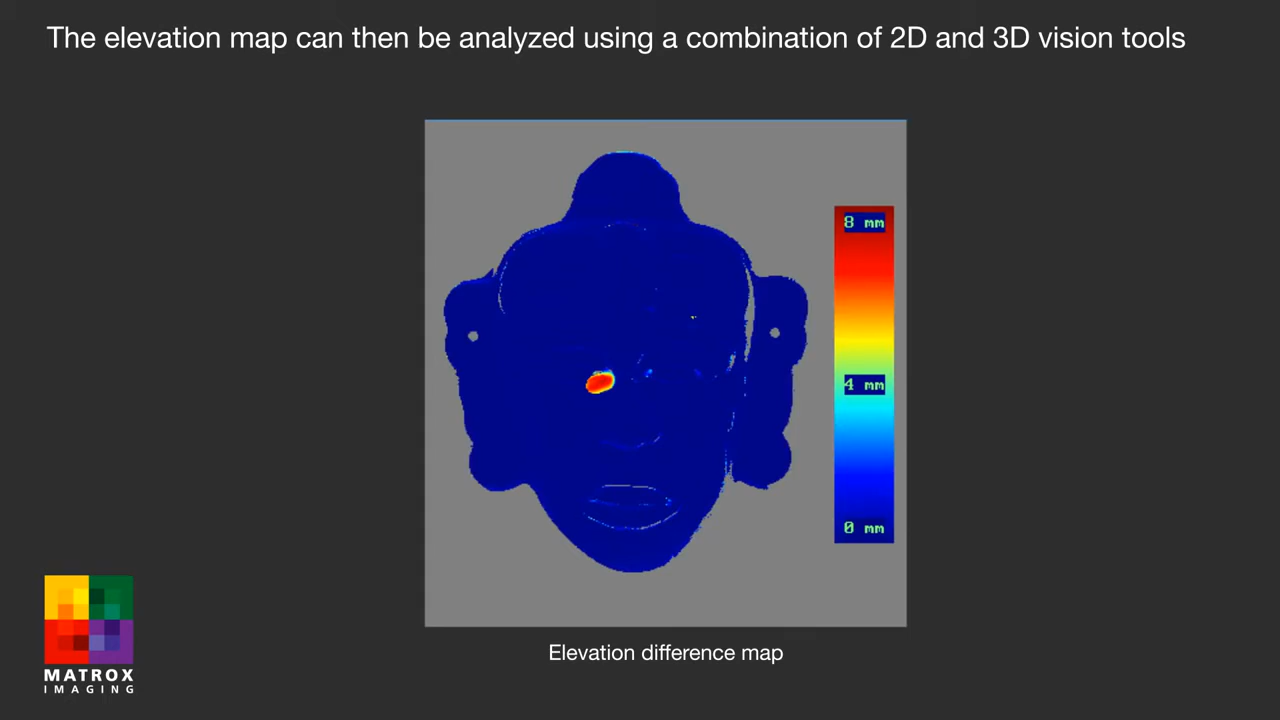 The elevation map can then be analyzed using a combination of 2D and 3D vision tools
8 mm
4 mm
0 mm
Elevation difference map
MATROX
IMAGING